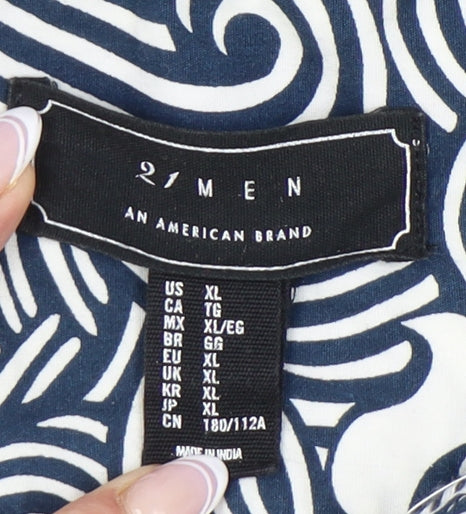 21 MEN
AN AMERICAN BRAND
US XL
CA TG
MX XL/EG
BR GG
EU XL
UK XL
KR XL
JP XL
CN 180/112A
MADE IN INDIA